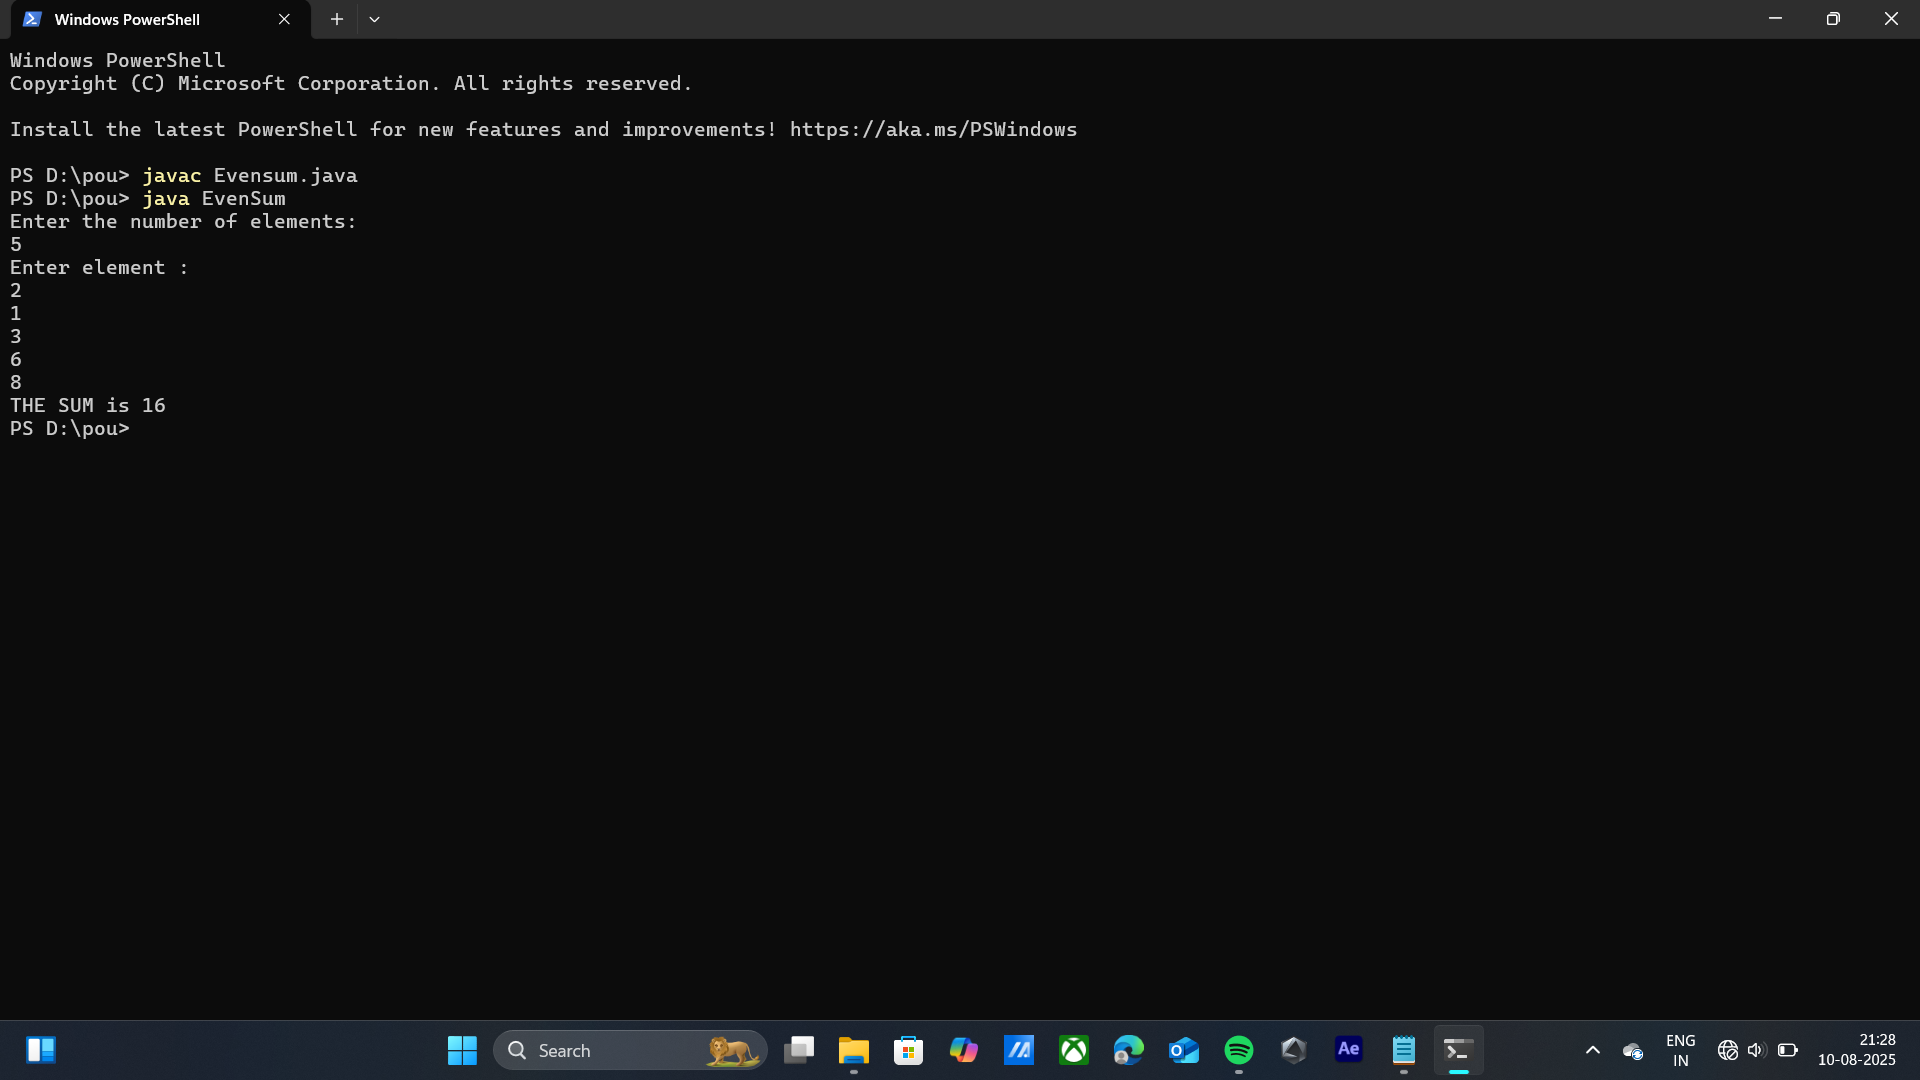 Windows PowerShell
Windows PowerShell
Copyright (C) Microsoft Corporation. All rights reserved.
Install the latest PowerShell for new features and improvements! https://aka.ms/PSWindows
PS D:\pou> javac Evensum.java
PS D:\pou> java EvenSum
Enter the number of elements:
5
Enter element :
2
1
3
6
8
THE SUM is 16
PS D:\pou>
Search
Ae
ENG
IN
21:28
10-08-2025